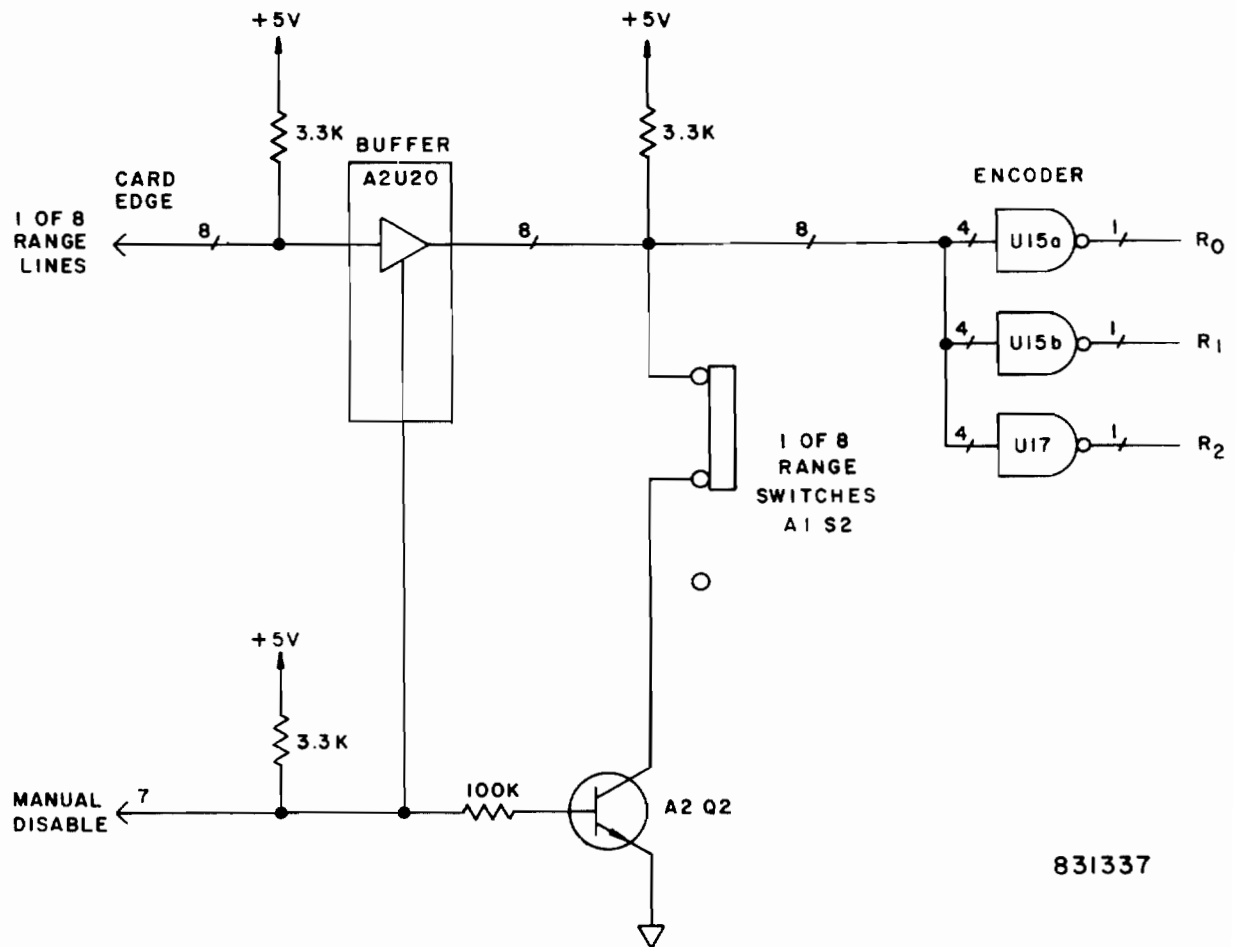 +5V
+5V
3.3K
3.3K
BUFFER
A2U20
ENCODER
CARD
EDGE
1 OF 8
RANGE
LINES
8
8
8
4
U15a
1
R0
4
U15b
1
R1
4
U17
1
R2
1 OF 8
RANGE
SWITCHES
A1 S2
+5V
3.3K
MANUAL
DISABLE
7
100K
A2 Q2
831337